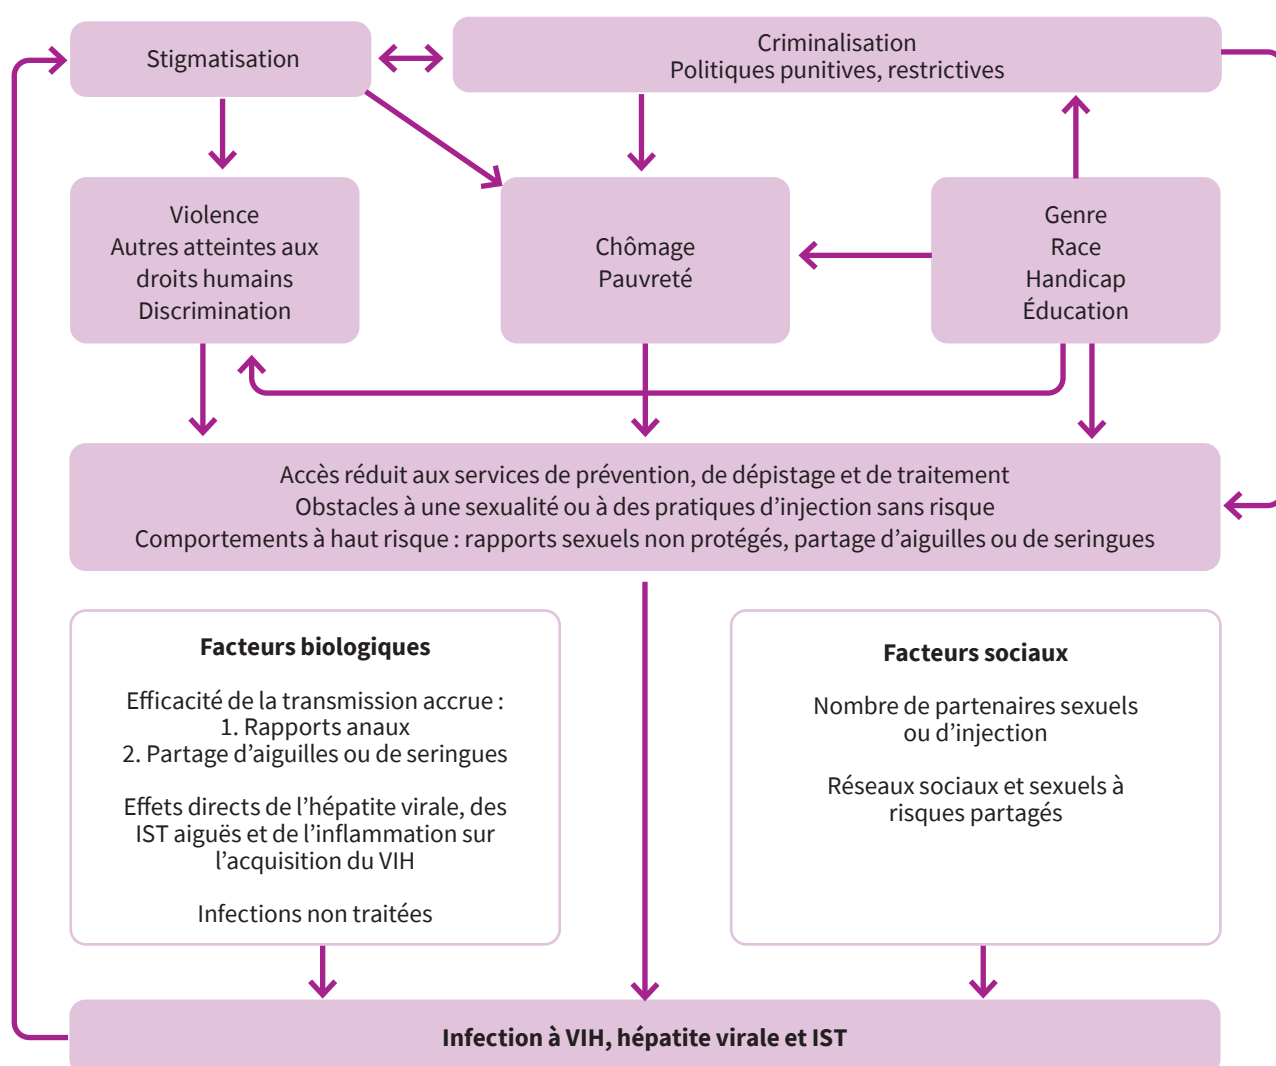 Stigmatisation
Criminalisation
Politiques punitives, restrictives
Violence
Autres atteintes aux
droits humains
Discrimination
Chômage
Pauvreté
Genre
Race
Handicap
Éducation
Accès réduit aux services de prévention, de dépistage et de traitement
Obstacles à une sexualité ou à des pratiques d’injection sans risque
Comportements à haut risque : rapports sexuels non protégés, partage d’aiguilles ou de seringues
Facteurs biologiques
Efficacité de la transmission accrue :
1. Rapports anaux
2. Partage d’aiguilles ou de seringues
Effets directs de l’hépatite virale, des
IST aiguës et de l’inflammation sur
l’acquisition du VIH
Infections non traitées
Facteurs sociaux
Nombre de partenaires sexuels
ou d’injection
Réseaux sociaux et sexuels à
risques partagés
Infection à VIH, hépatite virale et IST